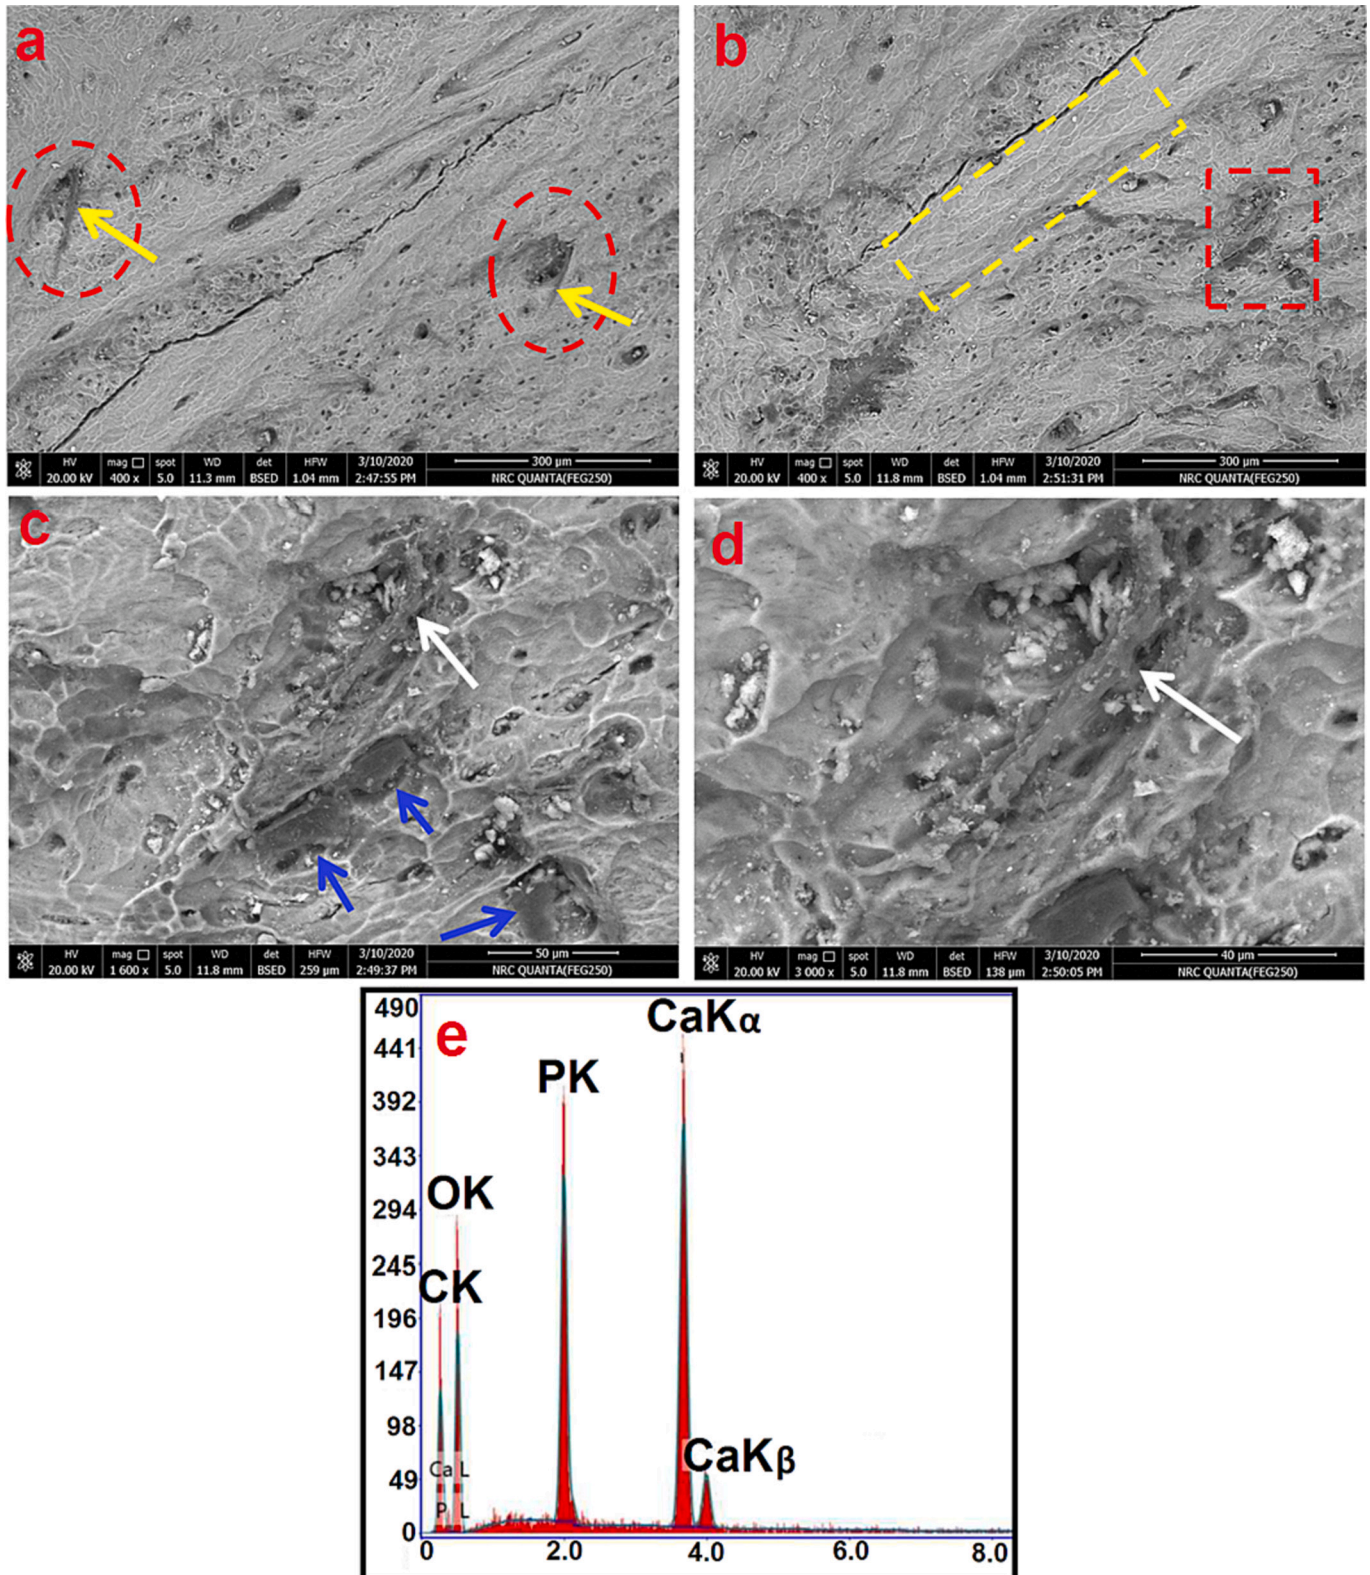 a
HV mag □ spot WD det HFW 3/10/2020 300 µm
20.00 kV 400 x 5.0 11.3 mm BSED 1.04 mm 2:47:55 PM NRC QUANTA(FEG250)
b
HV mag □ spot WD det HFW 3/10/2020 300 µm
20.00 kV 400 x 5.0 11.8 mm BSED 1.04 mm 2:51:31 PM NRC QUANTA(FEG250)
c
HV mag □ spot WD det HFW 3/10/2020 50 µm
20.00 kV 1 600 x 5.0 11.8 mm BSED 259 µm 2:49:37 PM NRC QUANTA(FEG250)
d
HV mag □ spot WD det HFW 3/10/2020 40 µm
20.00 kV 3 000 x 5.0 11.8 mm BSED 138 µm 2:50:05 PM NRC QUANTA(FEG250)
e
490
441
392
343
294
245
196
147
98
49
0
CaKα
PK
OK
CK
CaKβ
Ca L
P L
0 2.0 4.0 6.0 8.0